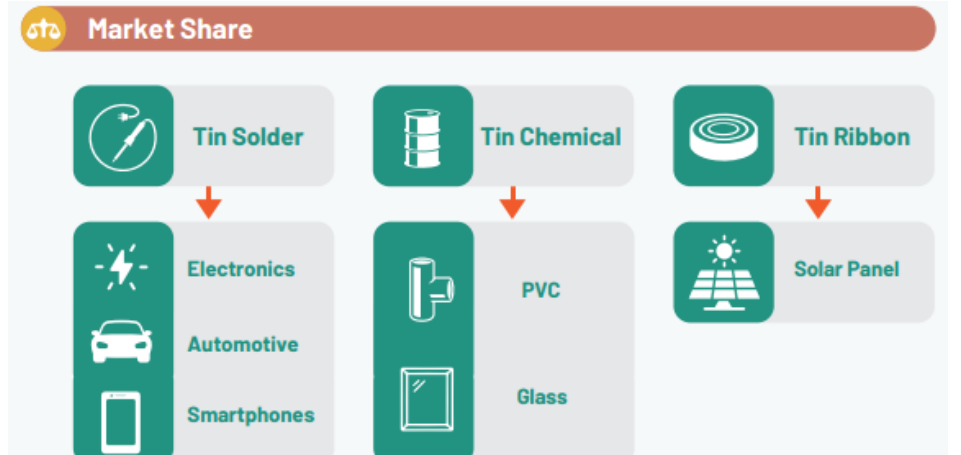 Market Share
Tin Solder
Tin Chemical
Tin Ribbon
Electronics
Automotive
Smartphones
PVC
Glass
Solar Panel